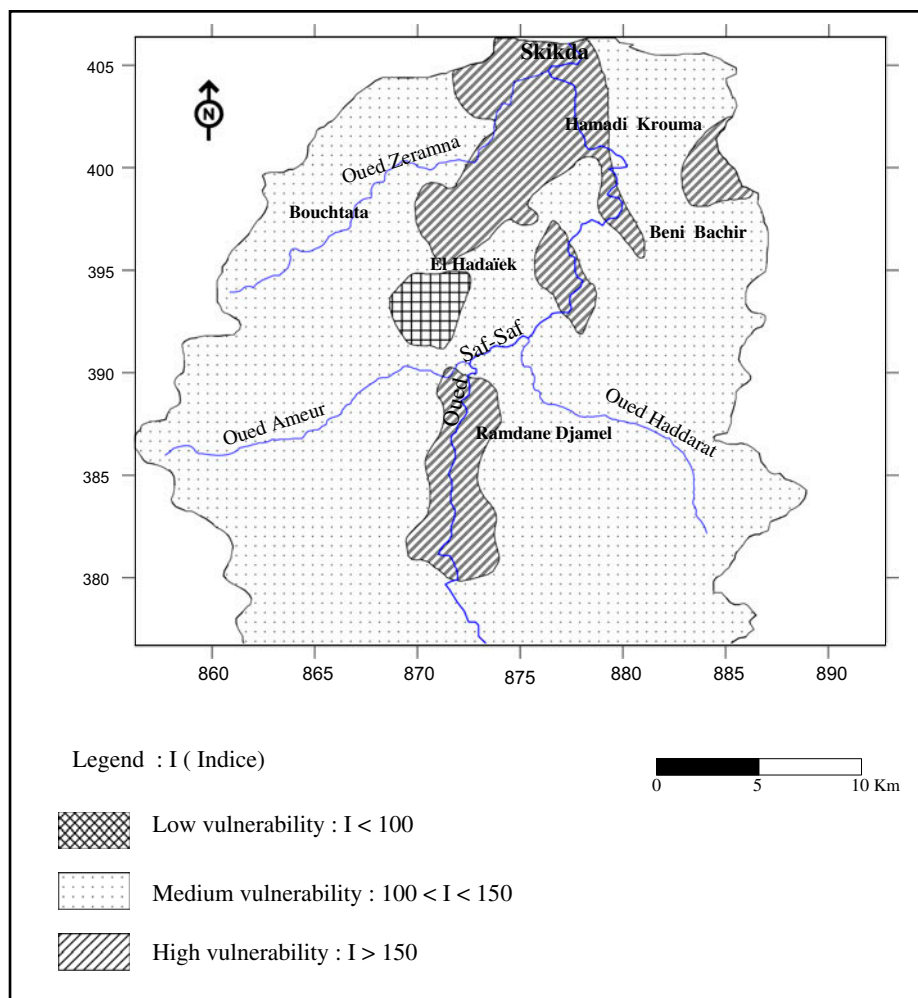 405
400
395
390
385
380
N
Skikda
Hamadi Krouma
Oued Zeramna
Bouchtata
Beni Bachir
El Hadaïek
Oued Saf-Saf
Oued Ameur
Oued Haddarat
Ramdane Djamel
860 865 870 875 880 885 890
Legend : I ( Indice)
0 5 10 Km
Low vulnerability : I < 100
Medium vulnerability : 100 < I < 150
High vulnerability : I > 150